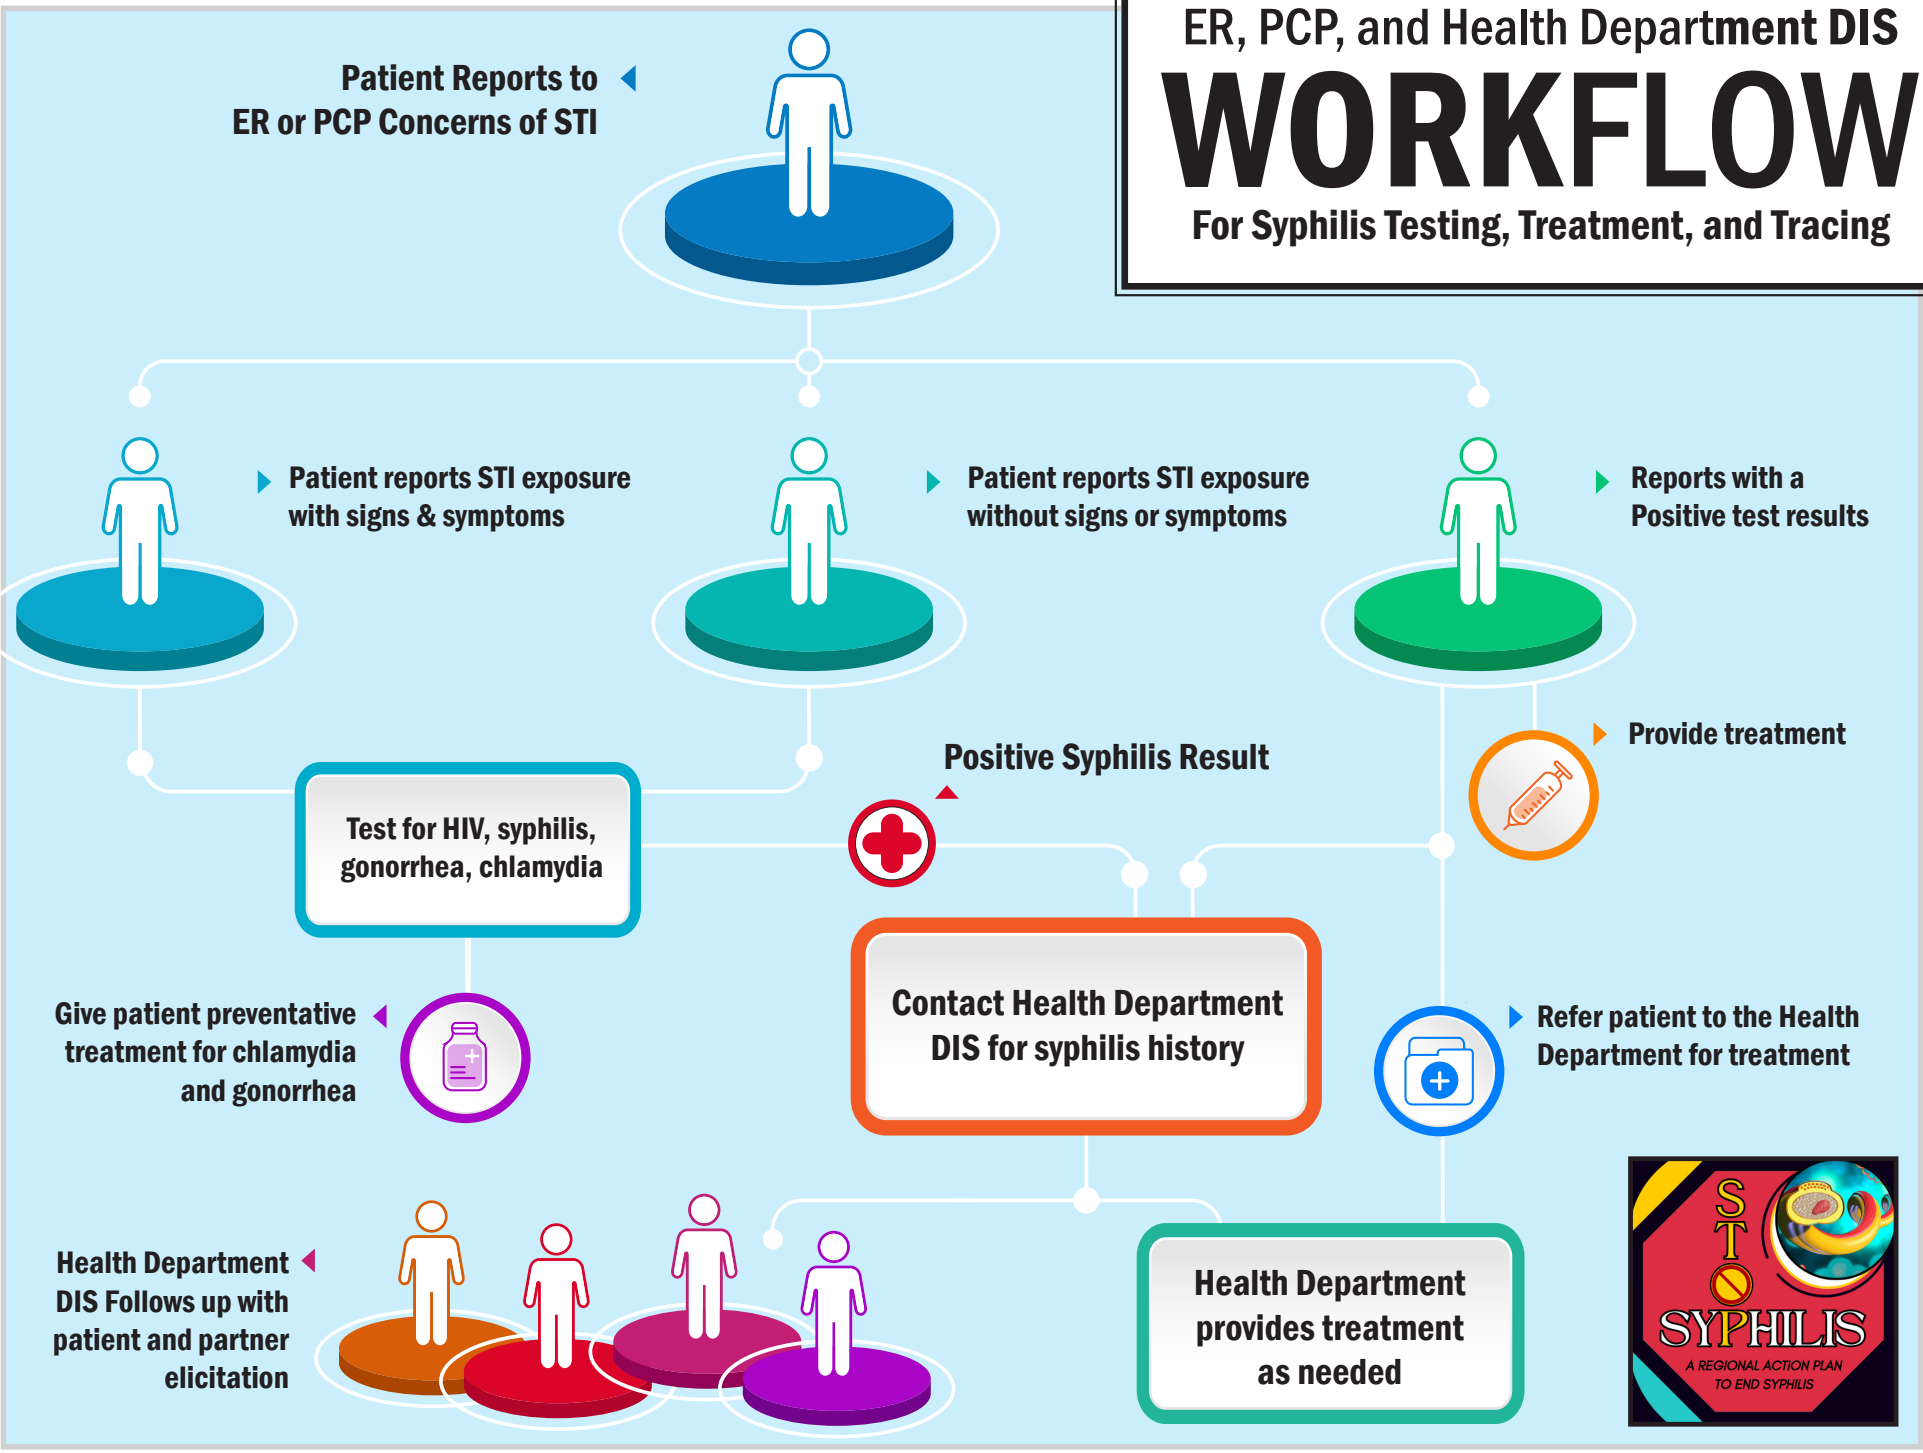 ER, PCP, and Health Department DIS
WORKFLOW
For Syphilis Testing, Treatment, and Tracing
Patient Reports to
ER or PCP Concerns of STI
Patient reports STI exposure
with signs & symptoms
Patient reports STI exposure
without signs or symptoms
Reports with a
Positive test results
Provide treatment
Positive Syphilis Result
Test for HIV, syphilis,
gonorrhea, chlamydia
Give patient preventative
treatment for chlamydia
and gonorrhea
Contact Health Department
DIS for syphilis history
Refer patient to the Health
Department for treatment
Health Department
DIS Follows up with
patient and partner
elicitation
Health Department
provides treatment
as needed
STOP
SYPHILIS
A REGIONAL ACTION PLAN
TO END SYPHILIS